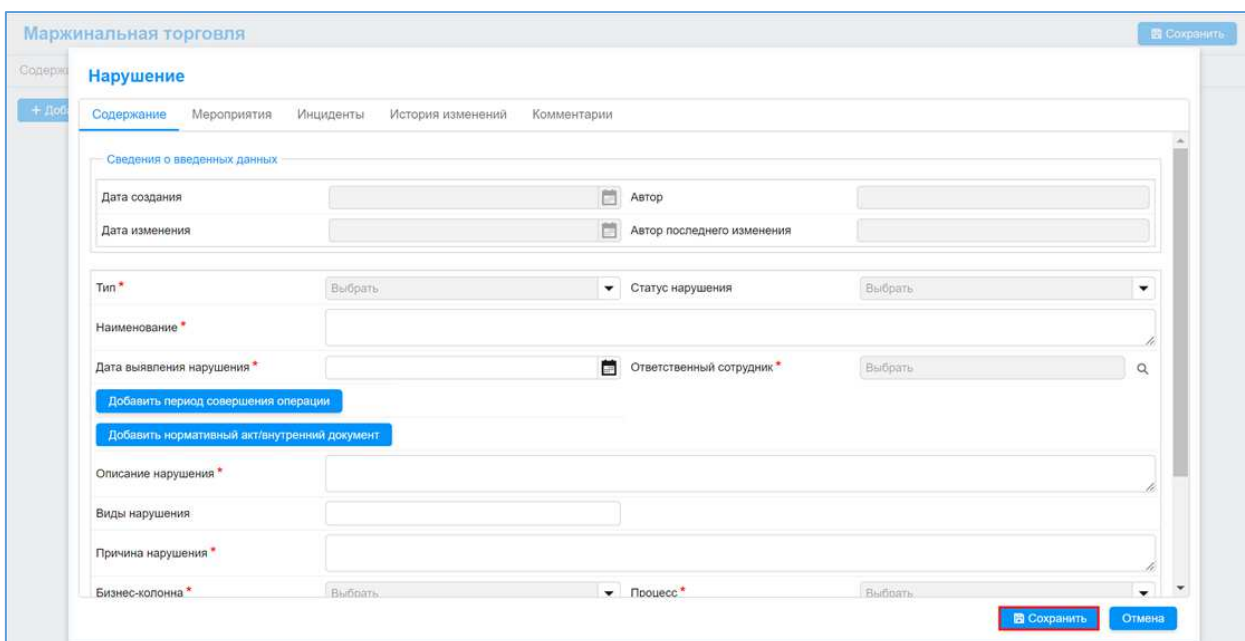 Маржинальная торговля
Сохранить
Содержа
Нарушение
+ Доба
Содержание Мероприятия Инциденты История изменений Комментарии
Сведения о введенных данных
Дата создания Автор
Дата изменения Автор последнего изменения
Тип * Выбрать Статус нарушения Выбрать
Наименование *
Дата выявления нарушения * Ответственный сотрудник * Выбрать
Добавить период совершения операции
Добавить нормативный акт/внутренний документ
Описание нарушения *
Виды нарушения
Причина нарушения *
Бизнес-колонна * Выбрать Процесс * Выбрать
Сохранить Отмена